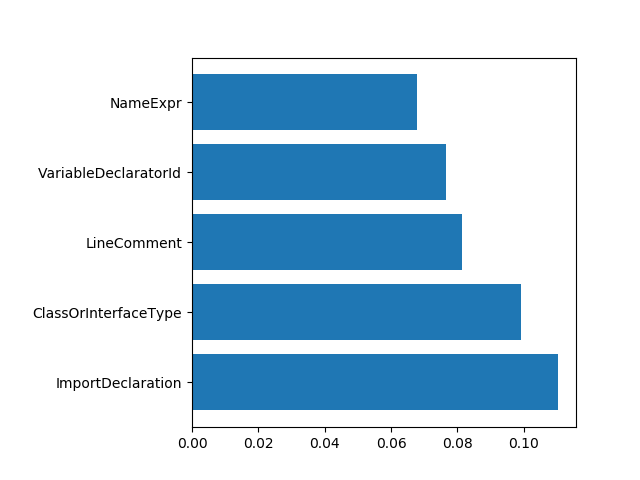 NameExpr
VariableDeclaratorId
LineComment
ClassOrInterfaceType
ImportDeclaration
0.00 0.02 0.04 0.06 0.08 0.10